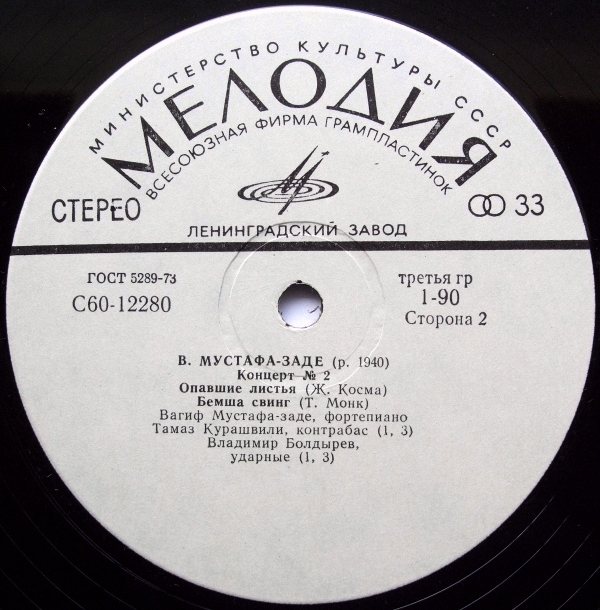 МИНИСТЕРСТВО КУЛЬТУРЫ СССР
МЕЛОДИЯ
ВСЕСОЮЗНАЯ ФИРМА ГРАМПЛАСТИНОК
СТЕРЕО
33
ЛЕНИНГРАДСКИЙ ЗАВОД
ГОСТ 5289-73
С60-12280
третья гр
1-90
Сторона 2
В. МУСТАФА-ЗАДЕ (р. 1940)
Концерт № 2
Опавшие листья (Ж. Косма)
Бемша свинг (Т. Монк)
Вагиф Мустафа-заде, фортепиано
Тамаз Курашвили, контрабас (1, 3)
Владимир Болдырев,
ударные (1, 3)